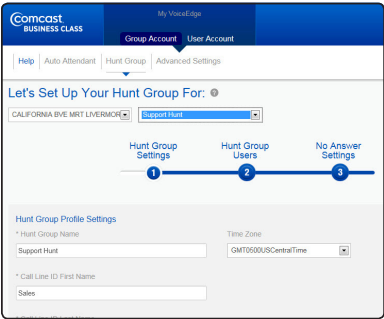 My VoiceEdge
Comcast
BUSINESS CLASS
Group Account User Account
Help Auto Attendant Hunt Group Advanced Settings
Let's Set Up Your Hunt Group For:
CALIFORNIA BVE MRT LIVERMOR Support Hunt
Hunt Group Settings
Hunt Group Users
No Answer Settings
1 2 3
Hunt Group Profile Settings
* Hunt Group Name Time Zone
Support Hunt GMT0500USCentralTime
* Call Line ID First Name
Sales